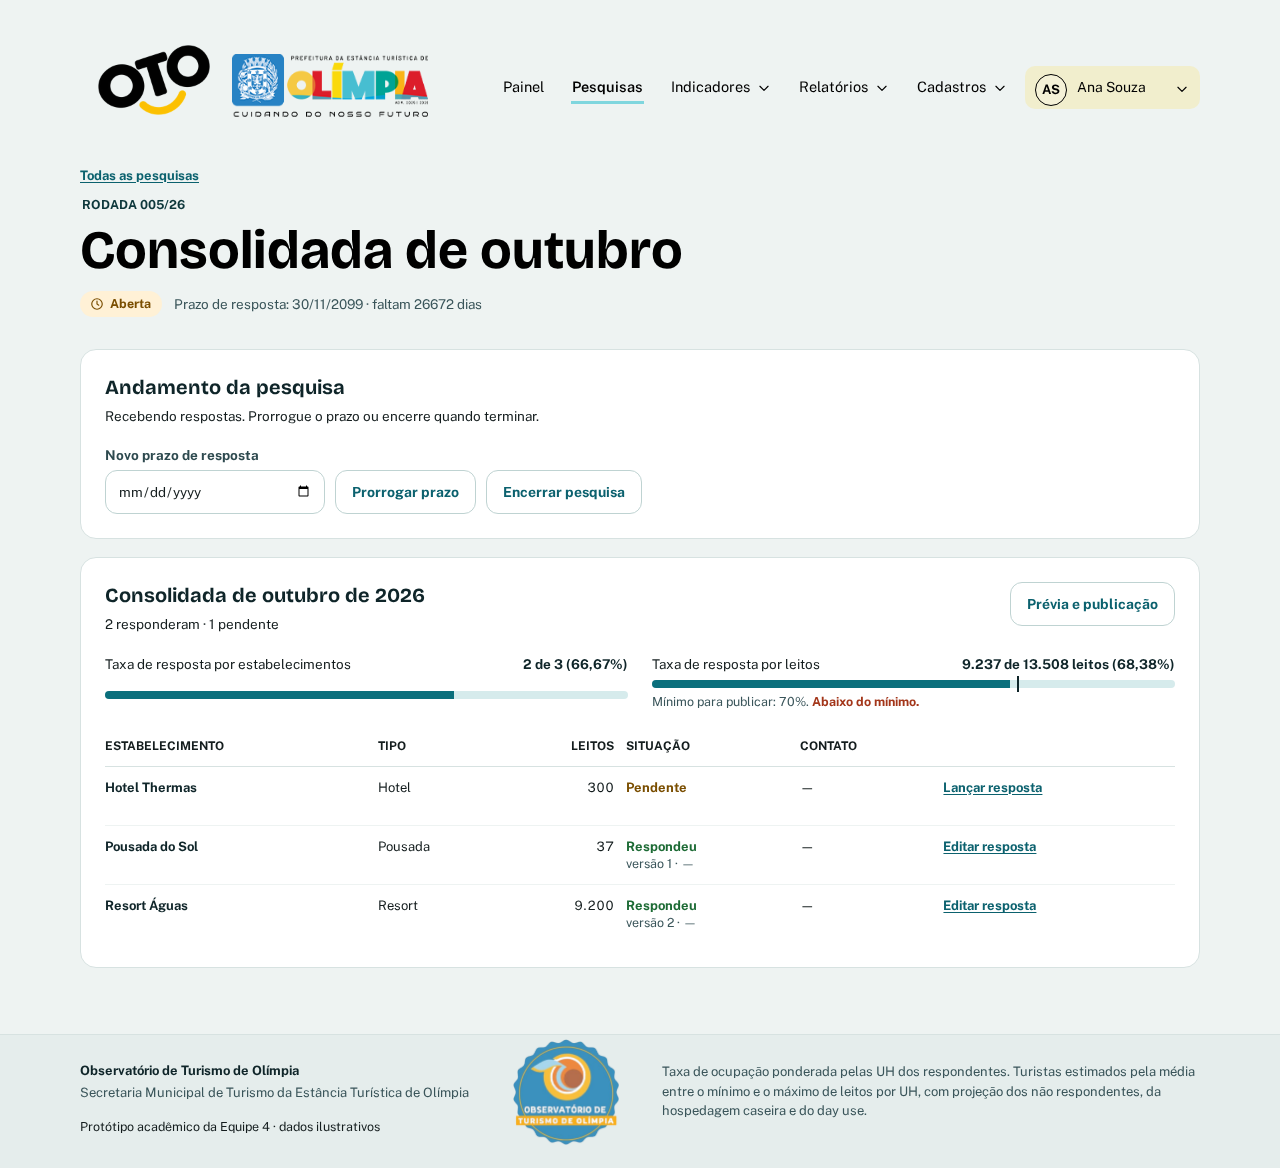 OTO
PREFEITURA DA ESTÂNCIA TURÍSTICA DE
OLÍMPIA
CUIDANDO DO NOSSO FUTURO
Painel
Pesquisas
Indicadores
Relatórios
Cadastros
AS
Ana Souza
Todas as pesquisas
RODADA 005/26
Consolidada de outubro
Aberta
Prazo de resposta: 30/11/2099 · faltam 26672 dias
Andamento da pesquisa
Recebendo respostas. Prorrogue o prazo ou encerre quando terminar.
Novo prazo de resposta
mm/dd/yyyy
Prorrogar prazo
Encerrar pesquisa
Consolidada de outubro de 2026
2 responderam · 1 pendente
Prévia e publicação
Taxa de resposta por estabelecimentos 2 de 3 (66,67%)
Taxa de resposta por leitos 9.237 de 13.508 leitos (68,38%)
Mínimo para publicar: 70%. Abaixo do mínimo.
ESTABELECIMENTO TIPO LEITOS SITUAÇÃO CONTATO
Hotel Thermas Hotel 300 Pendente — Lançar resposta
Pousada do Sol Pousada 37 Respondeu — Editar resposta
versão 1 · —
Resort Águas Resort 9.200 Respondeu — Editar resposta
versão 2 · —
Observatório de Turismo de Olímpia
Secretaria Municipal de Turismo da Estância Turística de Olímpia
Protótipo acadêmico da Equipe 4 · dados ilustrativos
OBSERVATÓRIO DE
TURISMO DE OLÍMPIA
Taxa de ocupação ponderada pelas UH dos respondentes. Turistas estimados pela média
entre o mínimo e o máximo de leitos por UH, com projeção dos não respondentes, da
hospedagem caseira e do day use.